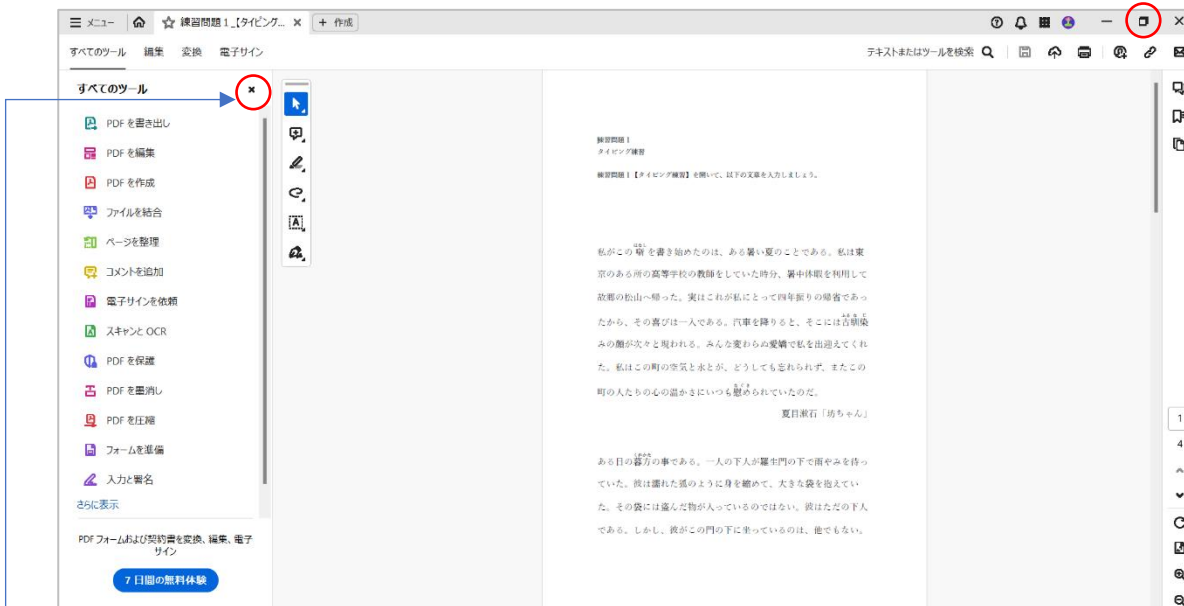 メニュー
練習問題１_【タイピング...
+ 作成
すべてのツール 編集 変換 電子サイン
テキストまたはツールを検索
すべてのツール
PDF を書き出し
PDF を編集
PDF を作成
ファイルを結合
ページを整理
コメントを追加
電子サインを依頼
スキャンと OCR
PDF を保護
PDF を墨消し
PDF を圧縮
フォームを準備
入力と署名
さらに表示
PDF フォームおよび契約書を変換、編集、電子
サイン
7 日間の無料体験
練習問題１
タイピング練習
練習問題１【タイピング練習】を開いて、以下の文章を入力しましょう。
はなし
私がこの噺を書き始めたのは、ある暑い夏のことである。私は東
京のある所の高等学校の教師をしていた時分、暑中休暇を利用して
故郷の松山へ帰った。実はこれが私にとって四年振りの帰省であっ
ふるなじ
たから、その喜びは一人である。汽車を降りると、そこには古馴染
みの顔が次々と現われる。みんな変わらぬ愛嬌で私を出迎えてくれ
た。私はこの町の空気と水とが、どうしても忘れられず、またこの
なぐさ
町の人たちの心の温かさにいつも慰められていたのだ。
夏目漱石「坊ちゃん」
くれかた
ある日の暮方の事である。一人の下人が羅生門の下で雨やみを待っ
ていた。彼は濡れた狐のように身を縮めて、大きな袋を抱えてい
た。その袋には盗んだ物が入っているのではない。彼はただの下人
である。しかし、彼がこの門の下に坐っているのは、他でもない。
1
4